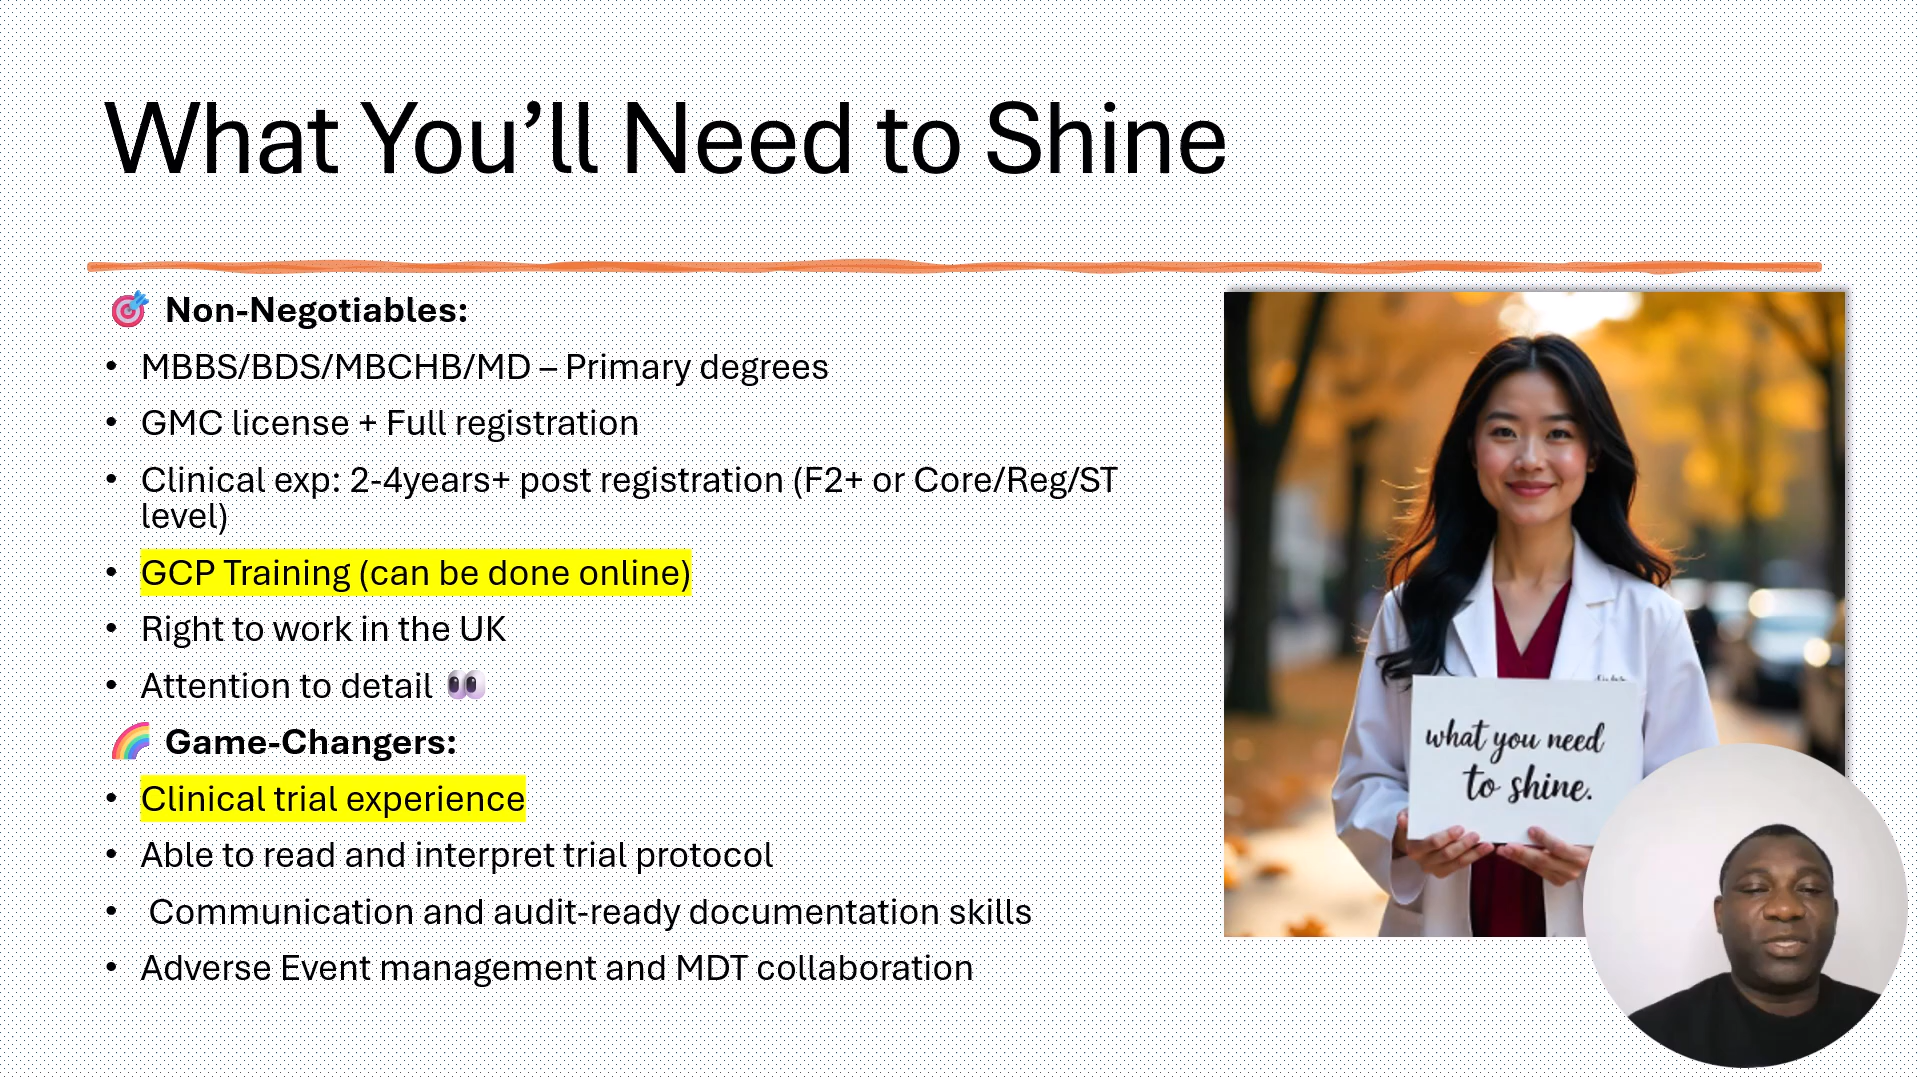 What You’ll Need to Shine
🎯 Non-Negotiables:
• MBBS/BDS/MBCHB/MD – Primary degrees
• GMC license + Full registration
• Clinical exp: 2-4years+ post registration (F2+ or Core/Reg/ST
level)
• GCP Training (can be done online)
• Right to work in the UK
• Attention to detail 👀
🌈 Game-Changers:
• Clinical trial experience
• Able to read and interpret trial protocol
• Communication and audit-ready documentation skills
• Adverse Event management and MDT collaboration
what you need
to shine.